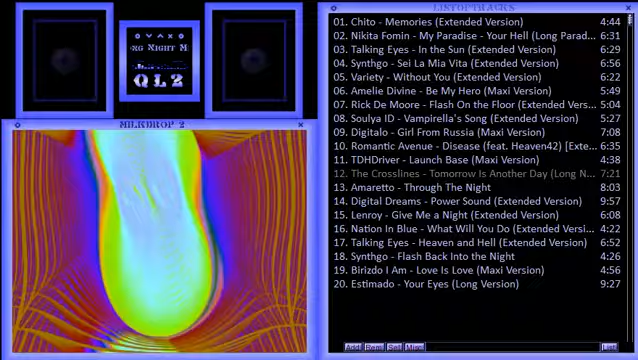 LIST OF TRACKS
NG NIGHT M
MILKDROP 2
01. Chito - Memories (Extended Version) 4:44
02. Nikita Fomin - My Paradise - Your Hell (Long Parad... 6:31
03. Talking Eyes - In the Sun (Extended Version) 6:29
04. Synthgo - Sei La Mia Vita (Extended Version) 6:56
05. Variety - Without You (Extended Version) 6:22
06. Amelie Divine - Be My Hero (Maxi Version) 5:49
07. Rick De Moore - Flash On the Floor (Extended Vers... 5:04
08. Soulya ID - Vampirella's Song (Extended Version) 5:27
09. Digitalo - Girl From Russia (Maxi Version) 7:08
10. Romantic Avenue - Disease (feat. Heaven42) [Exte... 6:35
11. TDHDriver - Launch Base (Maxi Version) 4:38
12. The Crosslines - Tomorrow Is Another Day (Long N... 7:21
13. Amaretto - Through The Night 8:03
14. Digital Dreams - Power Sound (Extended Version) 9:57
15. Lenroy - Give Me a Night (Extended Version) 6:08
16. Nation In Blue - What Will You Do (Extended Versi... 4:22
17. Talking Eyes - Heaven and Hell (Extended Version) 6:52
18. Synthgo - Flash Back Into the Night 4:26
19. Birizdo I Am - Love Is Love (Maxi Version) 4:56
20. Estimado - Your Eyes (Long Version) 9:27
Add Rem Sel Misc List